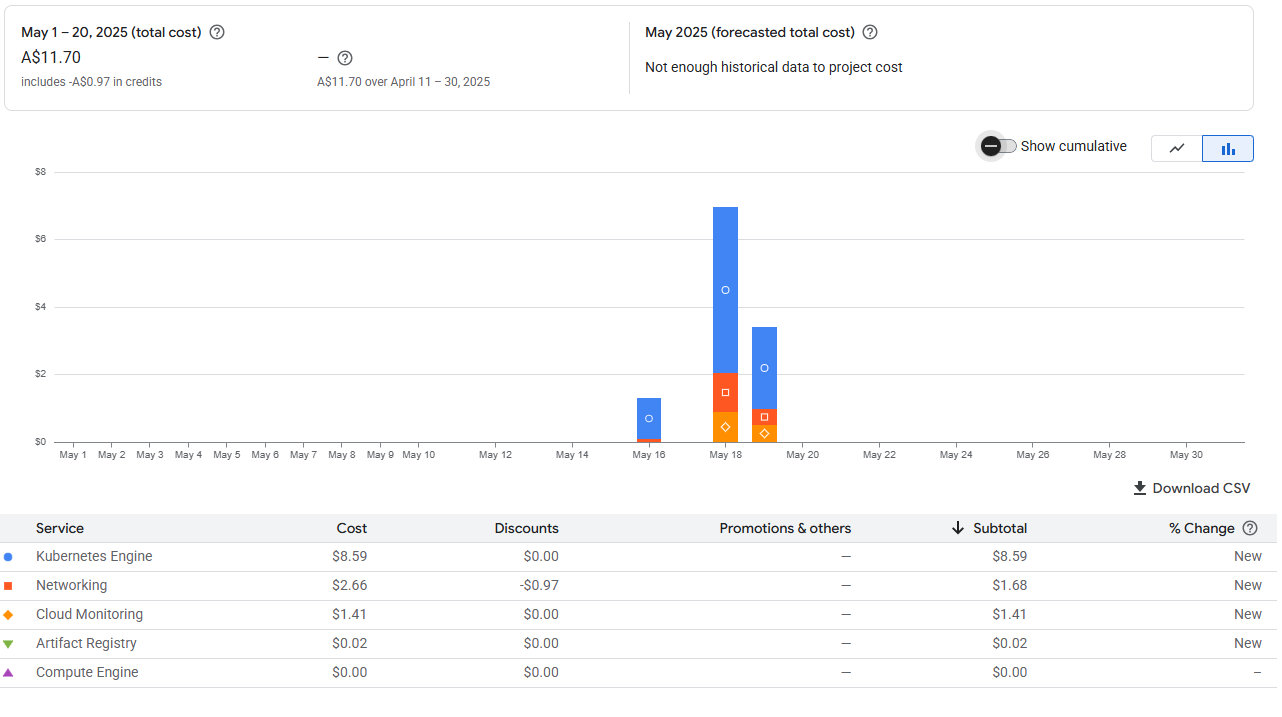 May 1 – 20, 2025 (total cost)
A$11.70
includes -A$0.97 in credits
—
A$11.70 over April 11 – 30, 2025
May 2025 (forecasted total cost)
Not enough historical data to project cost
Show cumulative
$8
$6
$4
$2
$0
May 1 May 2 May 3 May 4 May 5 May 6 May 7 May 8 May 9 May 10 May 12 May 14 May 16 May 18 May 20 May 22 May 24 May 26 May 28 May 30
Download CSV
Service Cost Discounts Promotions & others Subtotal % Change
Kubernetes Engine $8.59 $0.00 — $8.59 New
Networking $2.66 -$0.97 — $1.68 New
Cloud Monitoring $1.41 $0.00 — $1.41 New
Artifact Registry $0.02 $0.00 — $0.02 New
Compute Engine $0.00 $0.00 — $0.00 –